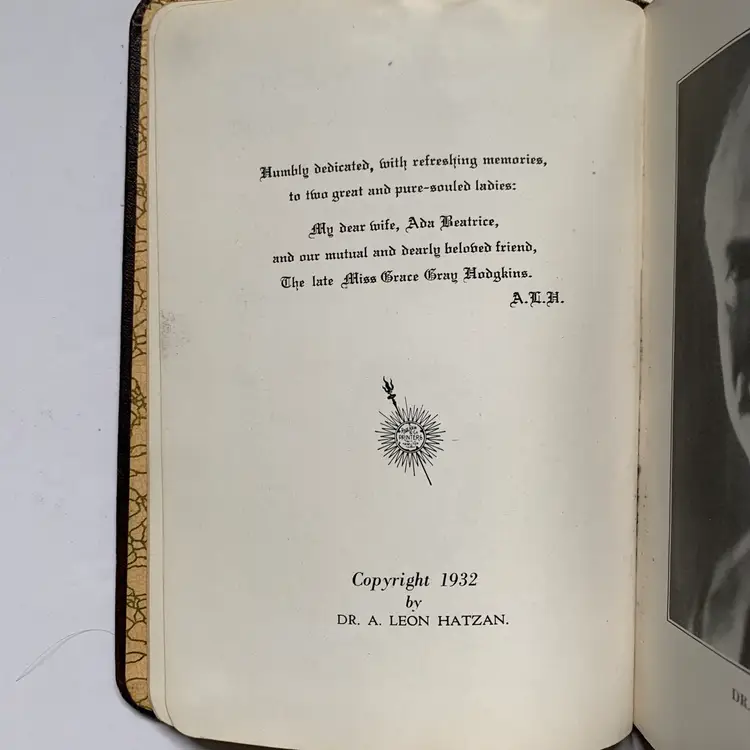 Humbly dedicated, with refreshing memories,
to two great and pure-souled ladies:
My dear wife, Ada Beatrice,
and our mutual and dearly beloved friend,
The late Miss Grace Gray Hodgkins.
A.L.H.
PRINTERS
Copyright 1932
by
DR. A. LEON HATZAN.
DR.